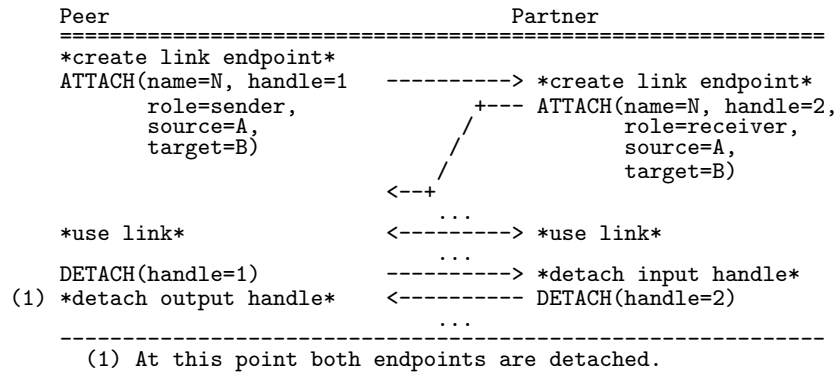 Peer                                Partner
=============================================================
*create link endpoint*
ATTACH(name=N, handle=1   ----------> *create link endpoint*
       role=sender,              +--- ATTACH(name=N, handle=2,
       source=A,                /            role=receiver,
       target=B)               /             source=A,
                              /              target=B)
                          <--+
                              ...
*use link*                <----------> *use link*
                              ...
DETACH(handle=1)          ----------> *detach input handle*
(1) *detach output handle*    <---------- DETACH(handle=2)
                              ...
-------------------------------------------------------------
(1) At this point both endpoints are detached.